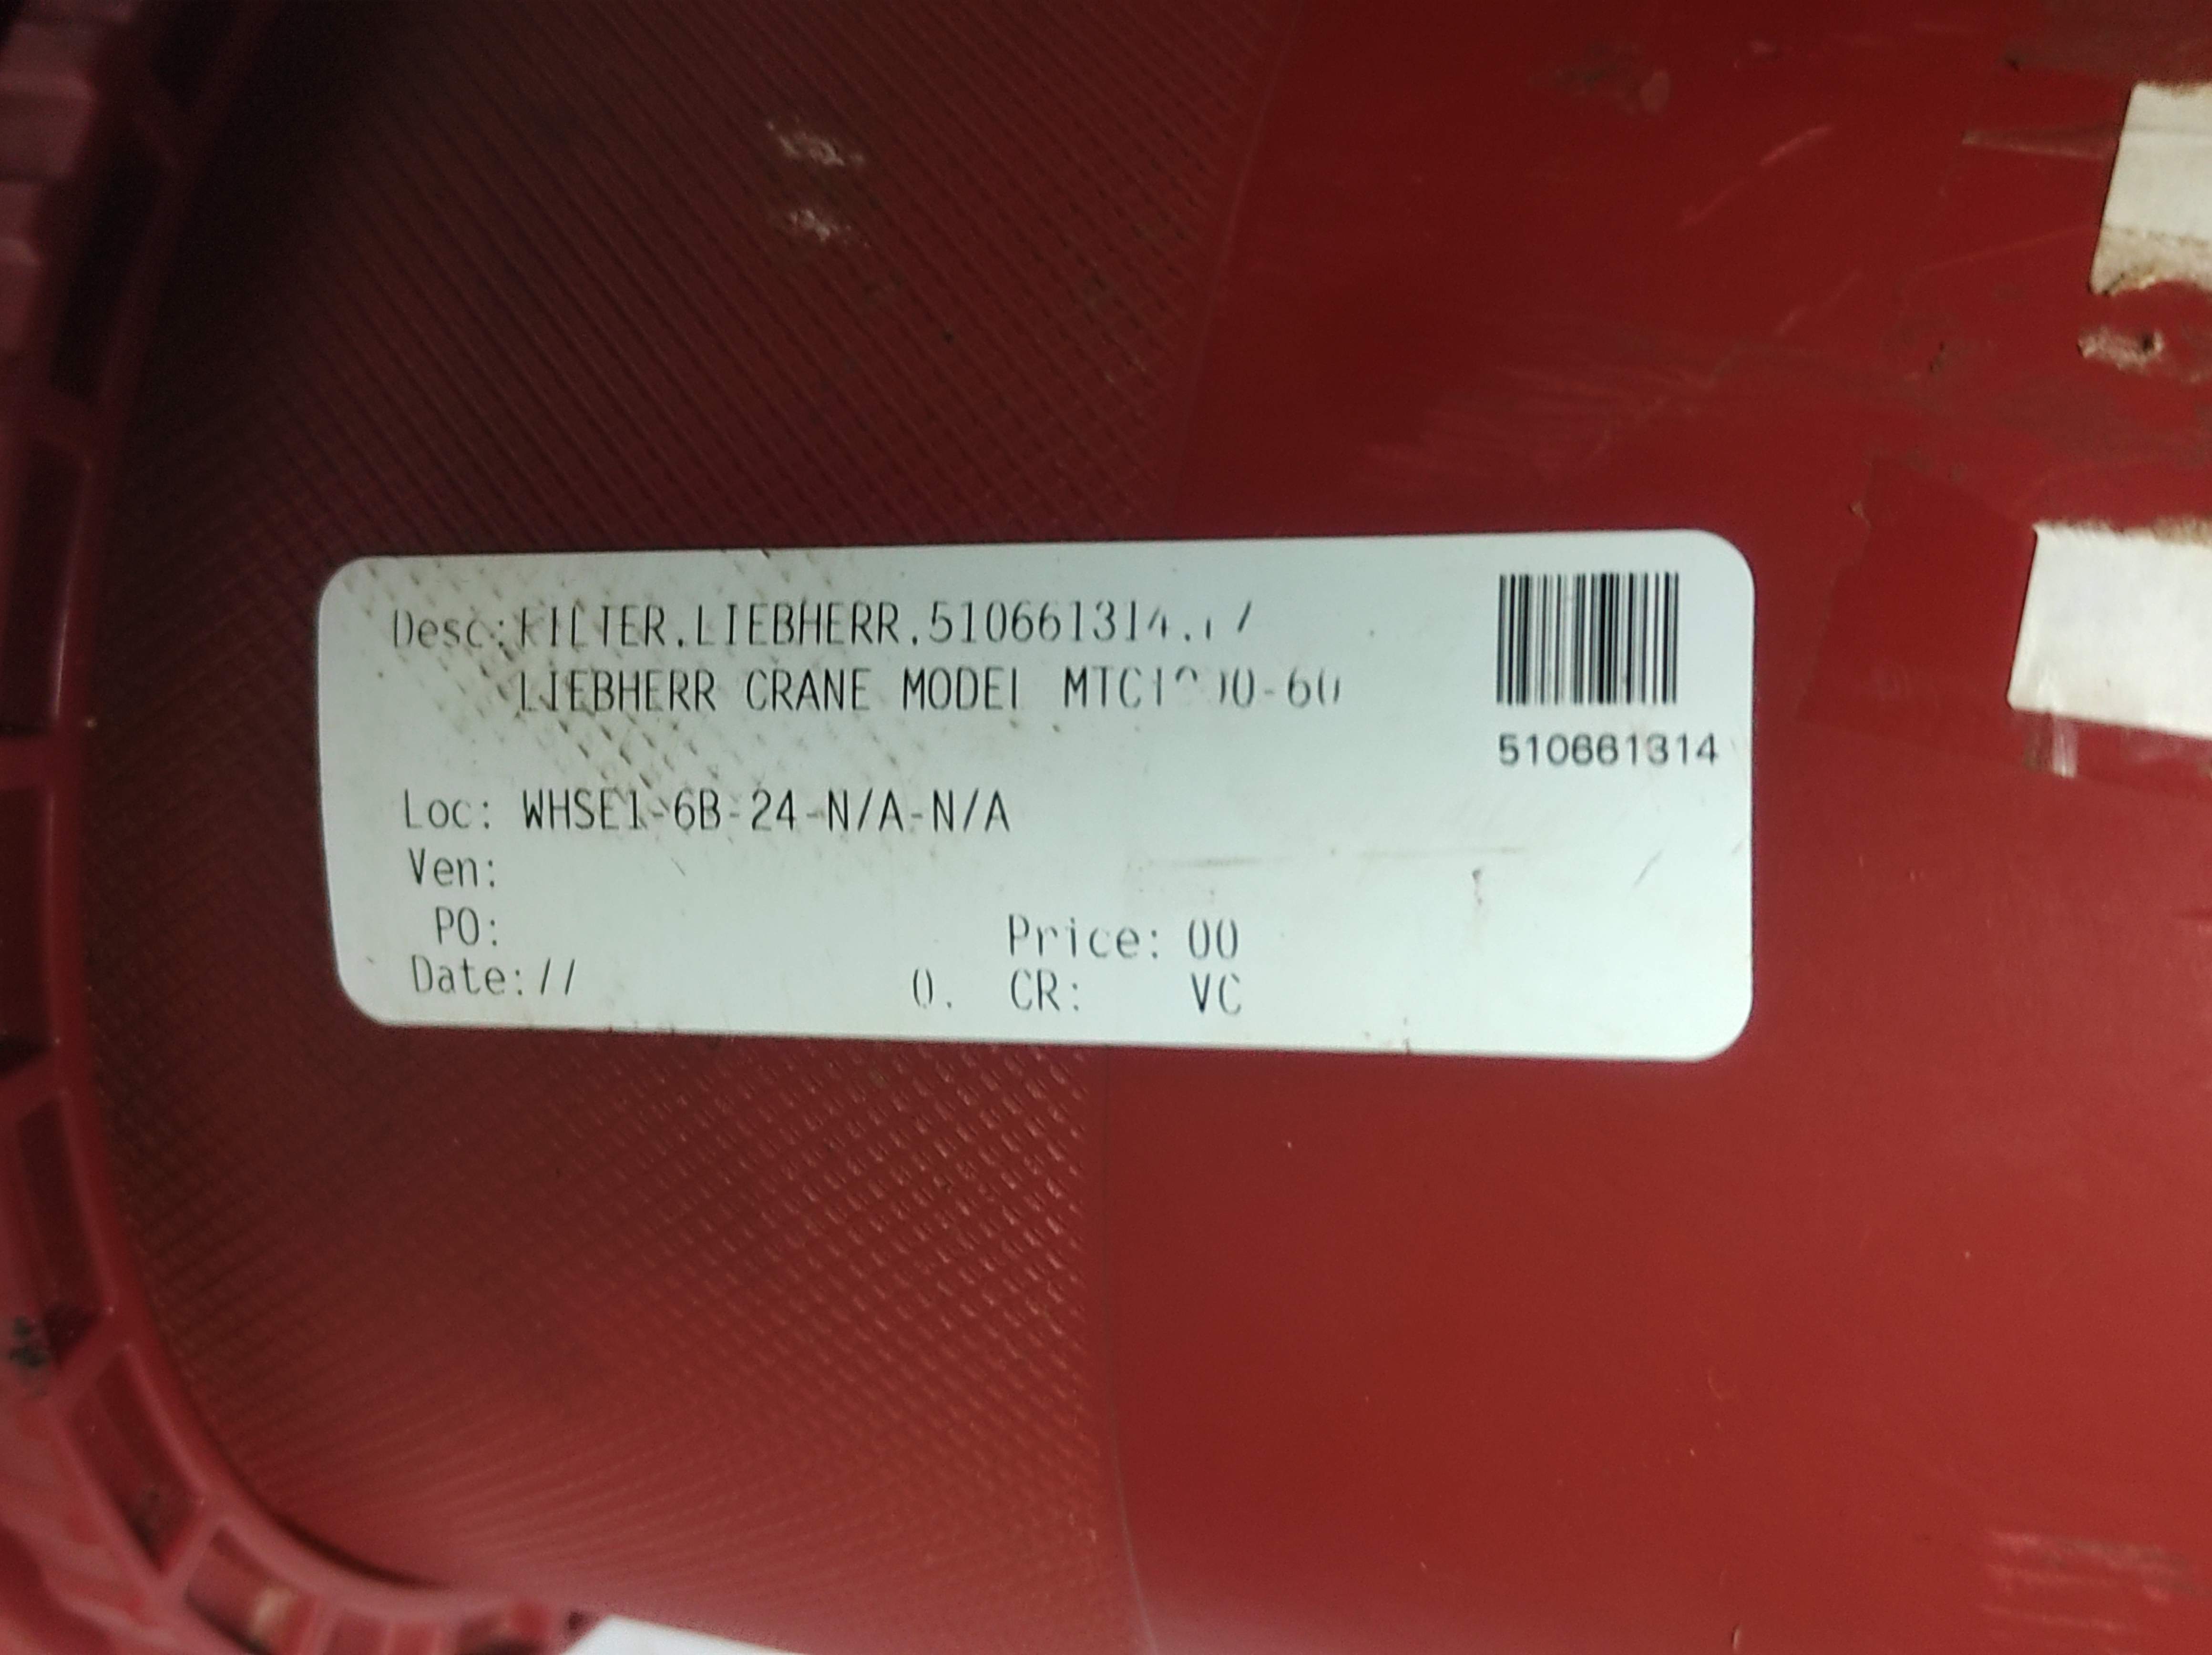 Desc:FILTER.LIEBHERR.510661314
LIEBHERR CRANE MODEL
510661314
Loc: WHSE1-6B-24-N/A-N/A
Ven:
PO:
Price: 00
Date://
0. CR: VC